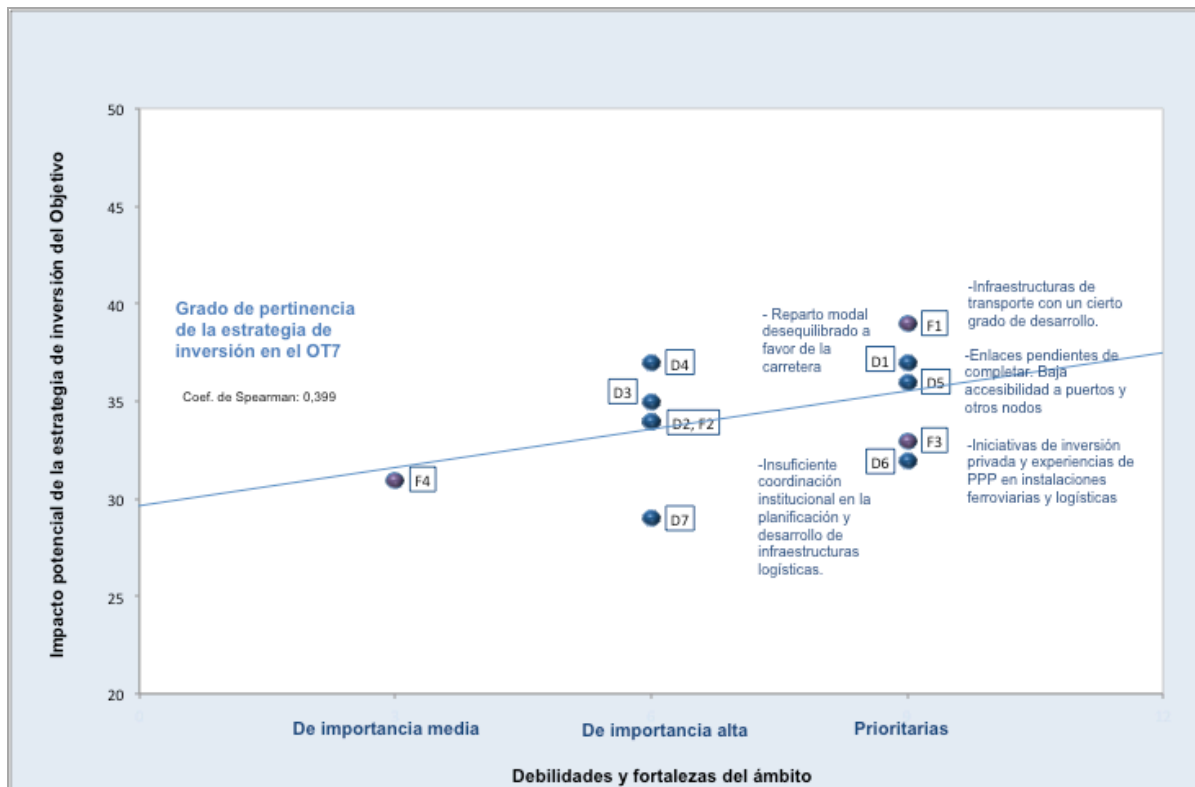 50
45
40
35
30
25
20
Impacto potencial de la estrategia de inversión del Objetivo
Grado de pertinencia
de la estrategia de
inversión en el OT7
Coef. de Spearman: 0,399
F4
D4
D3
D2, F2
D7
- Reparto modal
desequilibrado a
favor de la
carretera
-Insuficiente
coordinación
institucional en la
planificación y
desarrollo de
infraestructuras
logísticas.
F1
D1
D5
F3
D6
-Infraestructuras de
transporte con un cierto
grado de desarrollo.
-Enlaces pendientes de
completar. Baja
accesibilidad a puertos y
otros nodos
-Iniciativas de inversión
privada y experiencias de
PPP en instalaciones
ferroviarias y logísticas
0
12
De importancia media
De importancia alta
Prioritarias
Debilidades y fortalezas del ámbito